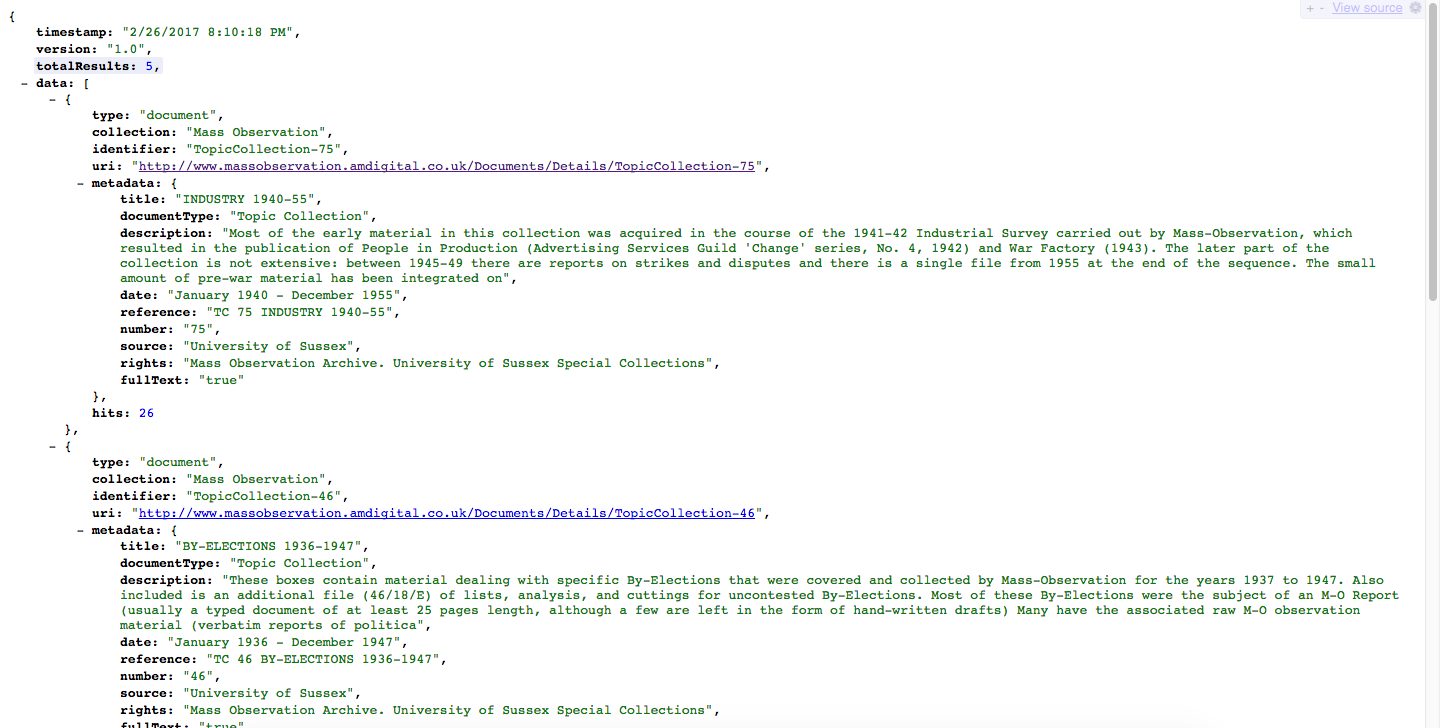 + - View source
{
timestamp: "2/26/2017 8:10:18 PM",
version: "1.0",
totalResults: 5,
- data: [
- {
type: "document",
collection: "Mass Observation",
identifier: "TopicCollection-75",
uri: "http://www.massobservation.amdigital.co.uk/Documents/Details/TopicCollection-75",
- metadata: {
title: "INDUSTRY 1940-55",
documentType: "Topic Collection",
description: "Most of the early material in this collection was acquired in the course of the 1941-42 Industrial Survey carried out by Mass-Observation, which
resulted in the publication of People in Production (Advertising Services Guild 'Change' series, No. 4, 1942) and War Factory (1943). The later part of the
collection is not extensive: between 1945-49 there are reports on strikes and disputes and there is a single file from 1955 at the end of the sequence. The small
amount of pre-war material has been integrated on",
date: "January 1940 - December 1955",
reference: "TC 75 INDUSTRY 1940-55",
number: "75",
source: "University of Sussex",
rights: "Mass Observation Archive. University of Sussex Special Collections",
fullText: "true"
},
hits: 26
},
- {
type: "document",
collection: "Mass Observation",
identifier: "TopicCollection-46",
uri: "http://www.massobservation.amdigital.co.uk/Documents/Details/TopicCollection-46",
- metadata: {
title: "BY-ELECTIONS 1936-1947",
documentType: "Topic Collection",
description: "These boxes contain material dealing with specific By-Elections that were covered and collected by Mass-Observation for the years 1937 to 1947. Also
included is an additional file (46/18/E) of lists, analysis, and cuttings for uncontested By-Elections. Most of these By-Elections were the subject of an M-O Report
(usually a typed document of at least 25 pages length, although a few are left in the form of hand-written drafts) Many have the associated raw M-O observation
material (verbatim reports of politica",
date: "January 1936 - December 1947",
reference: "TC 46 BY-ELECTIONS 1936-1947",
number: "46",
source: "University of Sussex",
rights: "Mass Observation Archive. University of Sussex Special Collections",
fullText: "true"